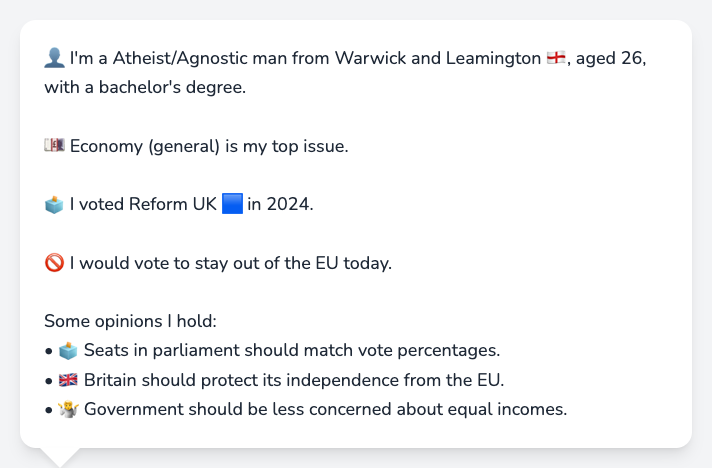 I'm a Atheist/Agnostic man from Warwick and Leamington 🏴󠁧󠁢󠁥󠁮󠁧󠁿, aged 26,
with a bachelor's degree.
Economy (general) is my top issue.
I voted Reform UK 🟦 in 2024.
I would vote to stay out of the EU today.
Some opinions I hold:
• 🗳️ Seats in parliament should match vote percentages.
• 🇬🇧 Britain should protect its independence from the EU.
• 🤷 Government should be less concerned about equal incomes.